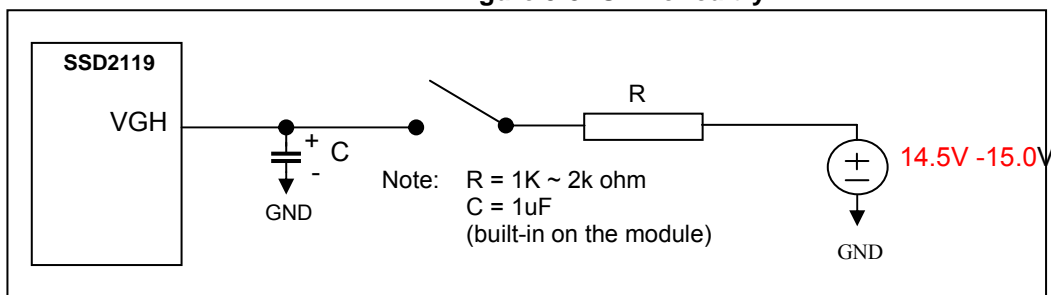 SSD2119
VGH
+
C
-
GND
R
Note: R = 1K ~ 2k ohm
C = 1uF
(built-in on the module)
14.5V -15.0V
GND